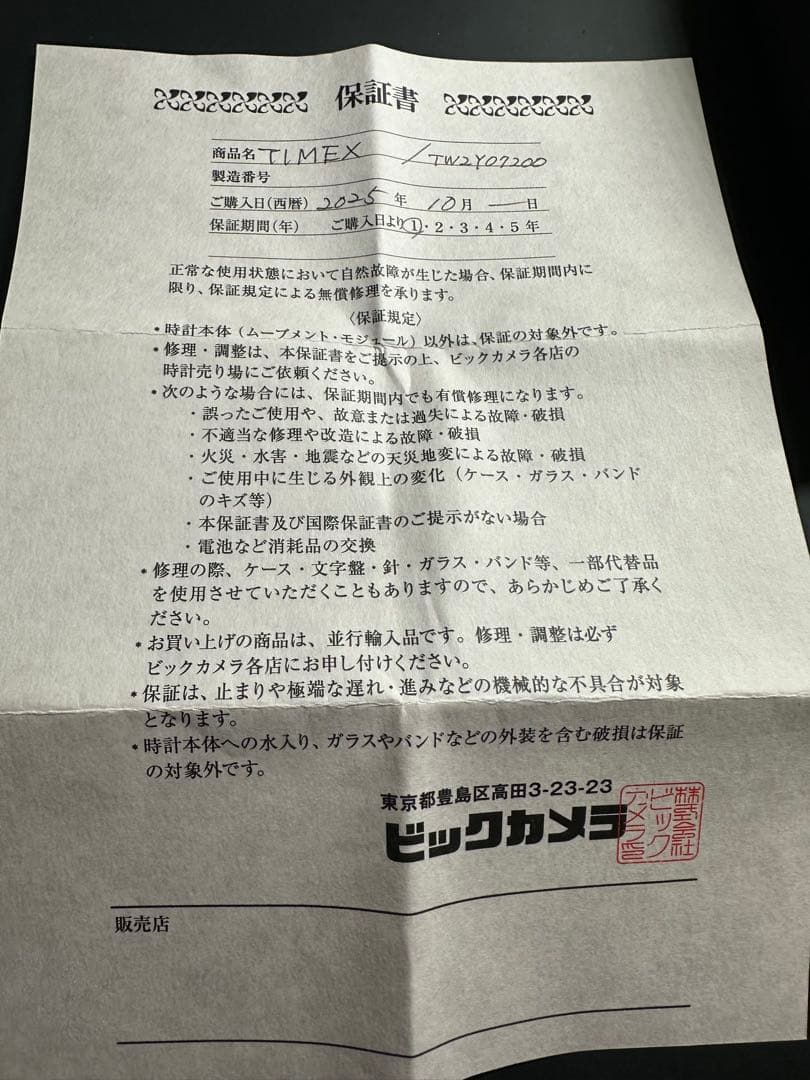 保証書
商品名 TIMEX / TW2Y07200
製造番号
ご購入日(西暦) 2025 年 10 月 — 日
保証期間(年) ご購入日より①・2・3・4・5年
正常な使用状態において自然故障が生じた場合、保証期間内に
限り、保証規定による無償修理を承ります。
〈保証規定〉
＊時計本体（ムーブメント・モジュール）以外は、保証の対象外です。
＊修理・調整は、本保証書をご提示の上、ビックカメラ各店の
時計売り場にご依頼ください。
＊次のような場合には、保証期間内でも有償修理になります。
・誤ったご使用や、故意または過失による故障・破損
・不適当な修理や改造による故障・破損
・火災・水害・地震などの天災地変による故障・破損
・ご使用中に生じる外観上の変化（ケース・ガラス・バンド
のキズ等）
・本保証書及び国際保証書のご提示がない場合
・電池など消耗品の交換
＊修理の際、ケース・文字盤・針・ガラス・バンド等、一部代替品
を使用させていただくこともありますので、あらかじめご了承く
ださい。
＊お買い上げの商品は、並行輸入品です。修理・調整は必ず
ビックカメラ各店にお申し付けください。
＊保証は、止まりや極端な遅れ・進みなどの機械的な不具合が対象
となります。
＊時計本体への水入り、ガラスやバンドなどの外装を含む破損は保証
の対象外です。
東京都豊島区高田3-23-23
ビックカメラ
株式会社
ビック
カメラ印
販売店